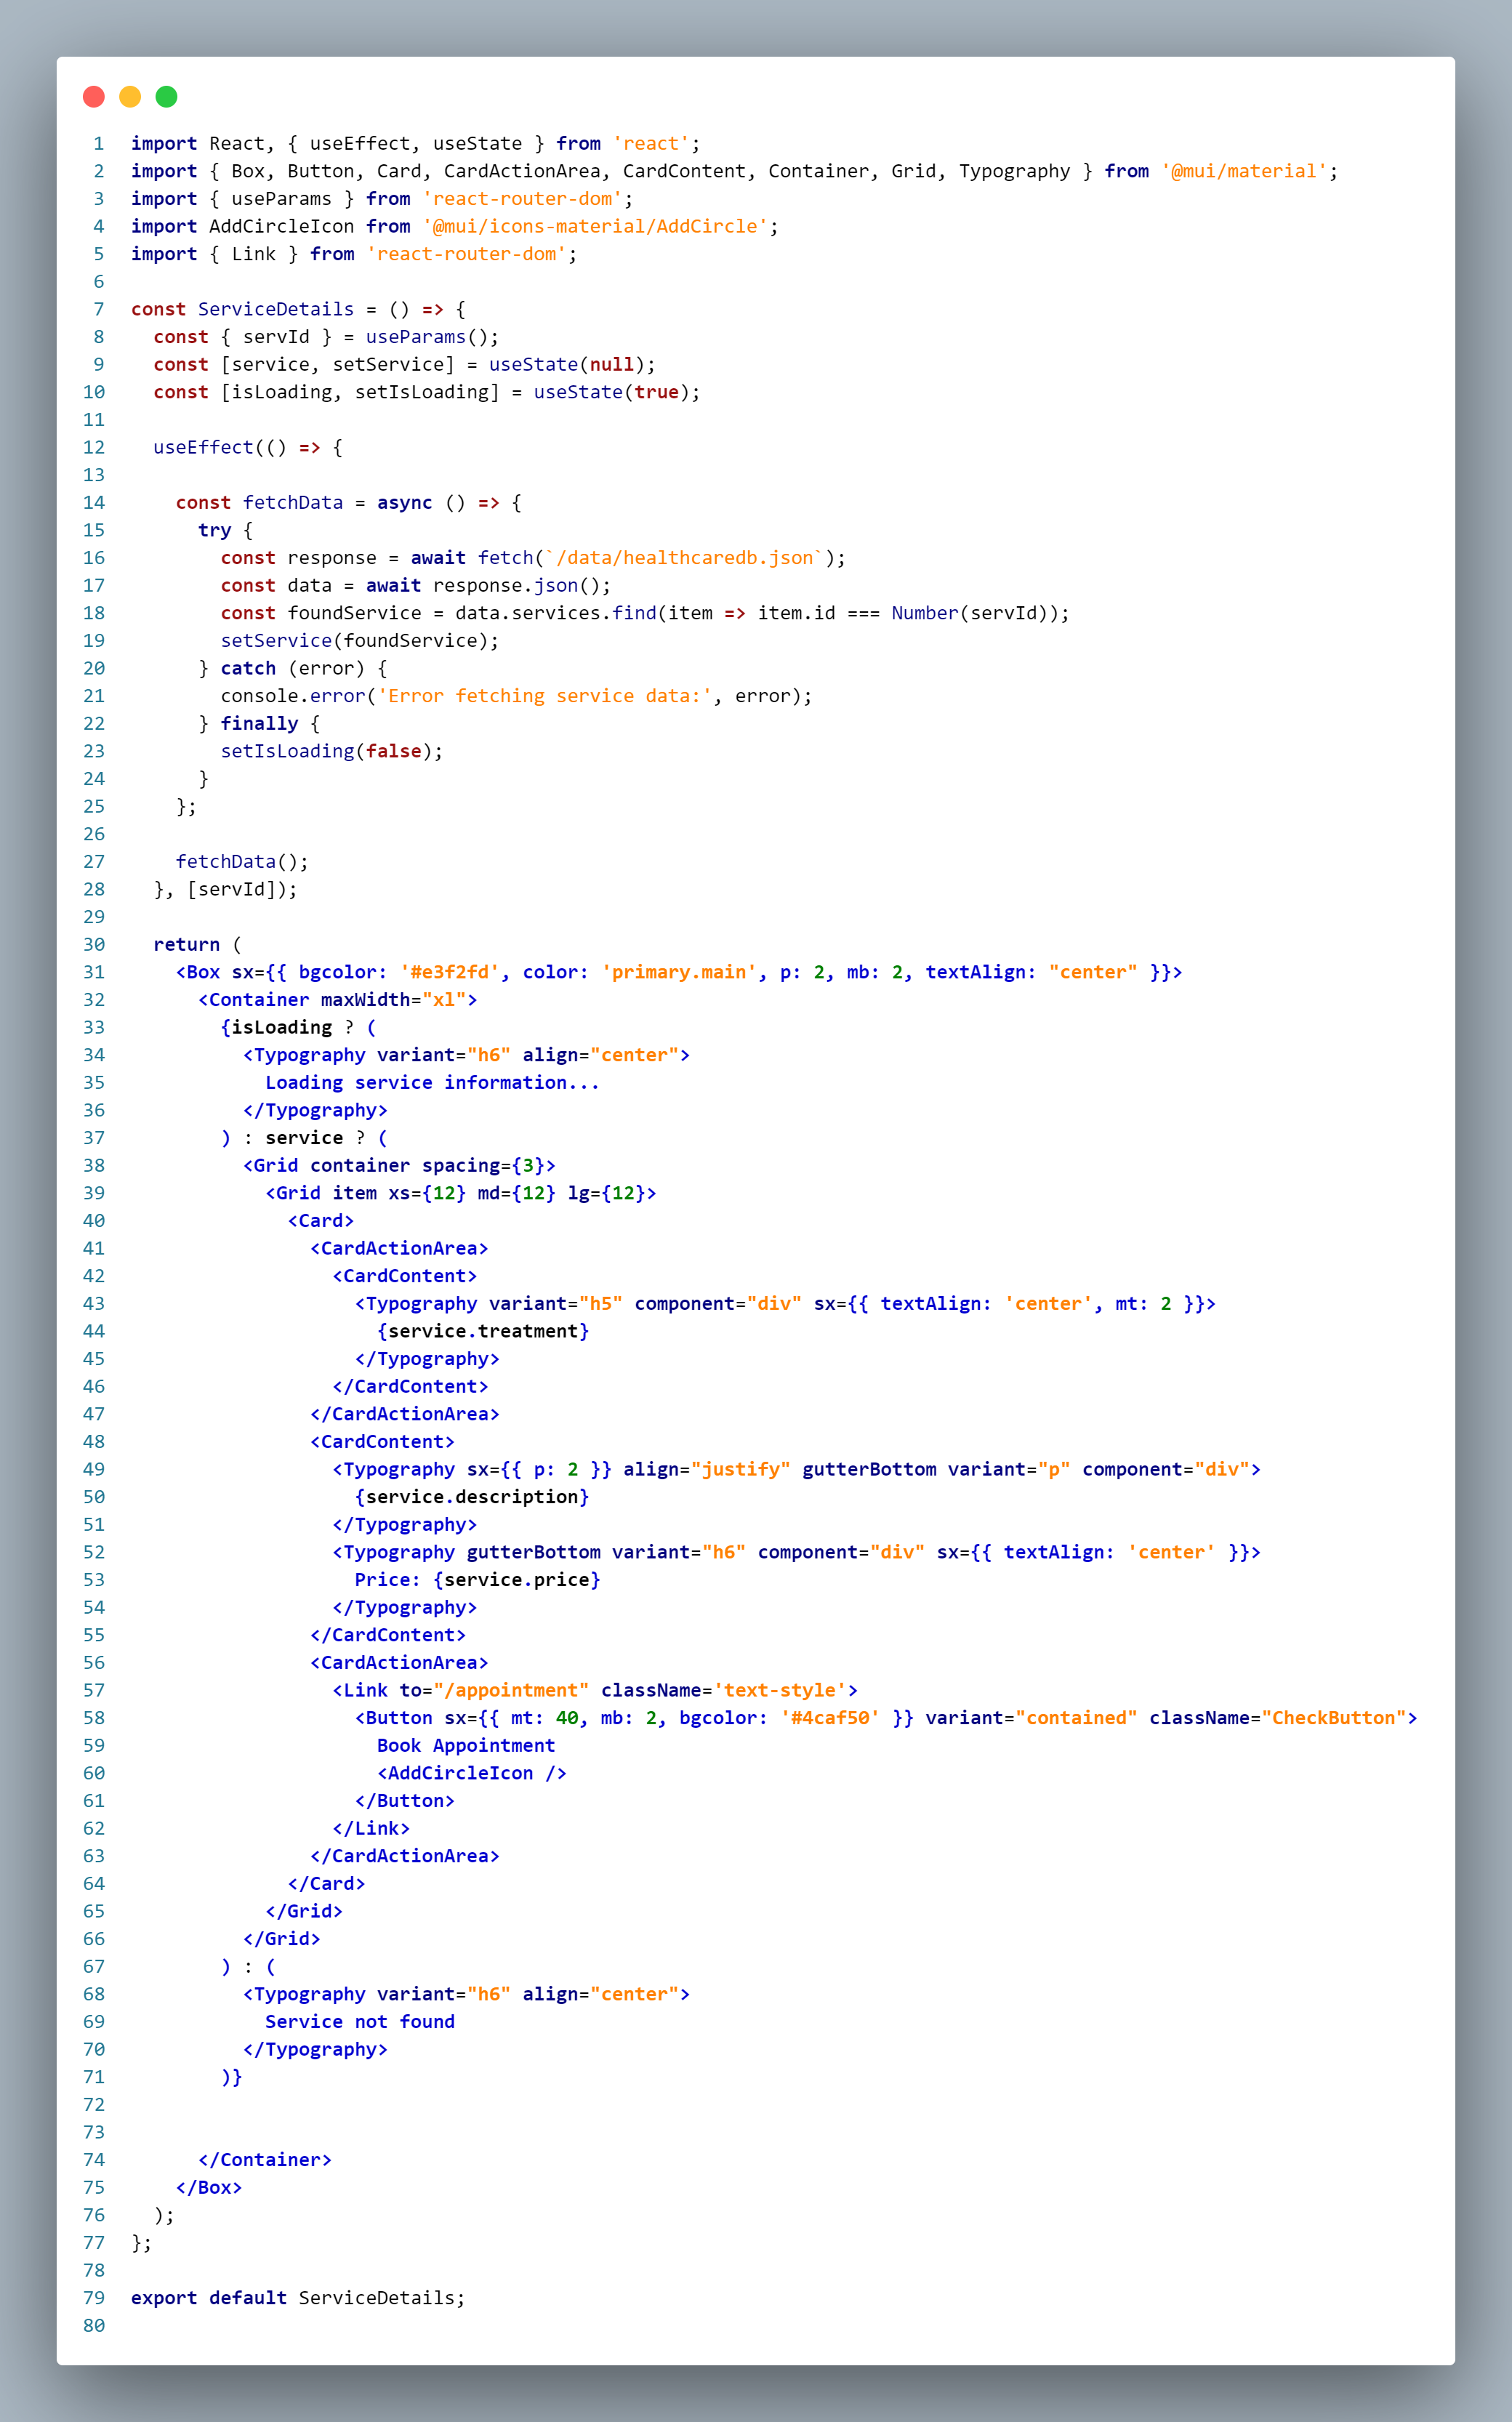 1 import React, { useEffect, useState } from 'react';
2 import { Box, Button, Card, CardActionArea, CardContent, Container, Grid, Typography } from '@mui/material';
3 import { useParams } from 'react-router-dom';
4 import AddCircleIcon from '@mui/icons-material/AddCircle';
5 import { Link } from 'react-router-dom';
6
7 const ServiceDetails = () => {
8   const { servId } = useParams();
9   const [service, setService] = useState(null);
10   const [isLoading, setIsLoading] = useState(true);
11
12   useEffect(() => {
13
14     const fetchData = async () => {
15       try {
16         const response = await fetch(`/data/healthcaredb.json`);
17         const data = await response.json();
18         const foundService = data.services.find(item => item.id === Number(servId));
19         setService(foundService);
20       } catch (error) {
21         console.error('Error fetching service data:', error);
22       } finally {
23         setIsLoading(false);
24       }
25     };
26
27     fetchData();
28   }, [servId]);
29
30   return (
31     <Box sx={{ bgcolor: '#e3f2fd', color: 'primary.main', p: 2, mb: 2, textAlign: "center" }}>
32       <Container maxWidth="xl">
33         {isLoading ? (
34           <Typography variant="h6" align="center">
35             Loading service information...
36           </Typography>
37         ) : service ? (
38           <Grid container spacing={3}>
39             <Grid item xs={12} md={12} lg={12}>
40               <Card>
41                 <CardActionArea>
42                   <CardContent>
43                     <Typography variant="h5" component="div" sx={{ textAlign: 'center', mt: 2 }}>
44                       {service.treatment}
45                     </Typography>
46                   </CardContent>
47                 </CardActionArea>
48                 <CardContent>
49                   <Typography sx={{ p: 2 }} align="justify" gutterBottom variant="p" component="div">
50                     {service.description}
51                   </Typography>
52                   <Typography gutterBottom variant="h6" component="div" sx={{ textAlign: 'center' }}>
53                     Price: {service.price}
54                   </Typography>
55                 </CardContent>
56                 <CardActionArea>
57                   <Link to="/appointment" className='text-style'>
58                     <Button sx={{ mt: 40, mb: 2, bgcolor: '#4caf50' }} variant="contained" className="CheckButton">
59                       Book Appointment
60                       <AddCircleIcon />
61                     </Button>
62                   </Link>
63                 </CardActionArea>
64               </Card>
65             </Grid>
66           </Grid>
67         ) : (
68           <Typography variant="h6" align="center">
69             Service not found
70           </Typography>
71         )}
72
73
74       </Container>
75     </Box>
76   );
77 };
78
79 export default ServiceDetails;
80